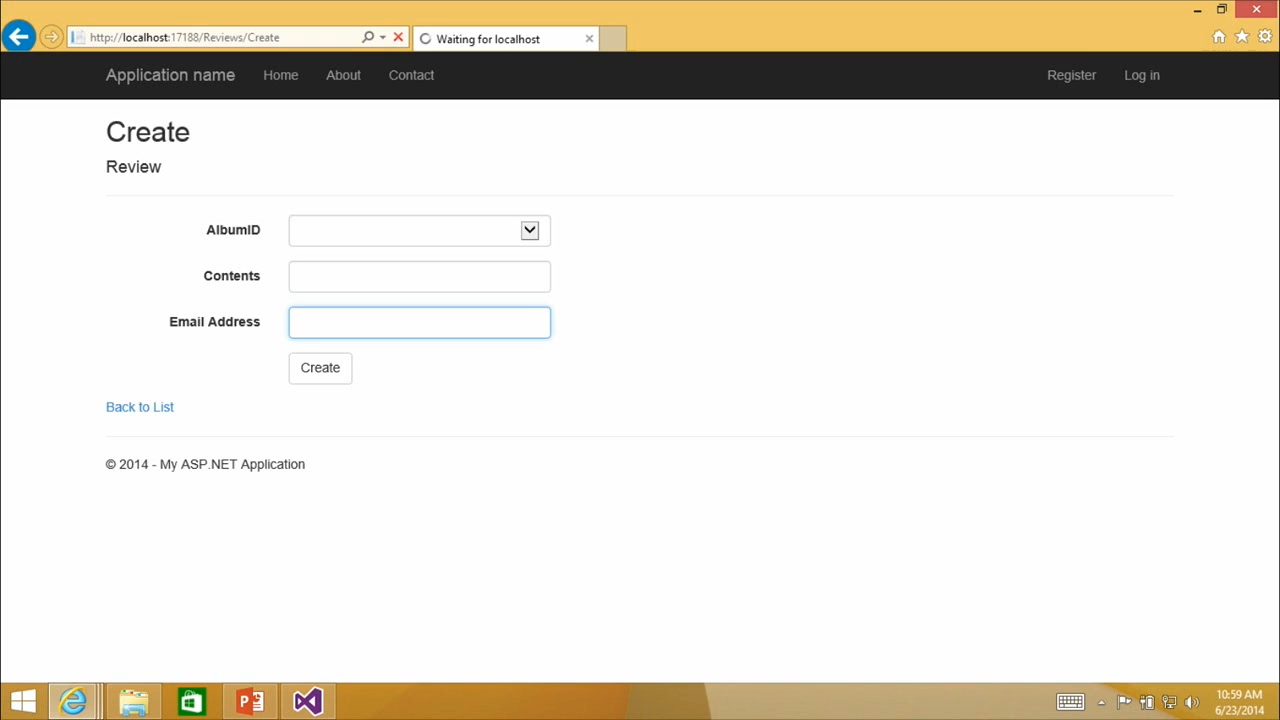 http://localhost:17188/Reviews/Create
Waiting for localhost
Application name Home About Contact Register Log in
Create
Review
AlbumID
Contents
Email Address
Create
Back to List
© 2014 - My ASP.NET Application
10:59 AM
6/23/2014